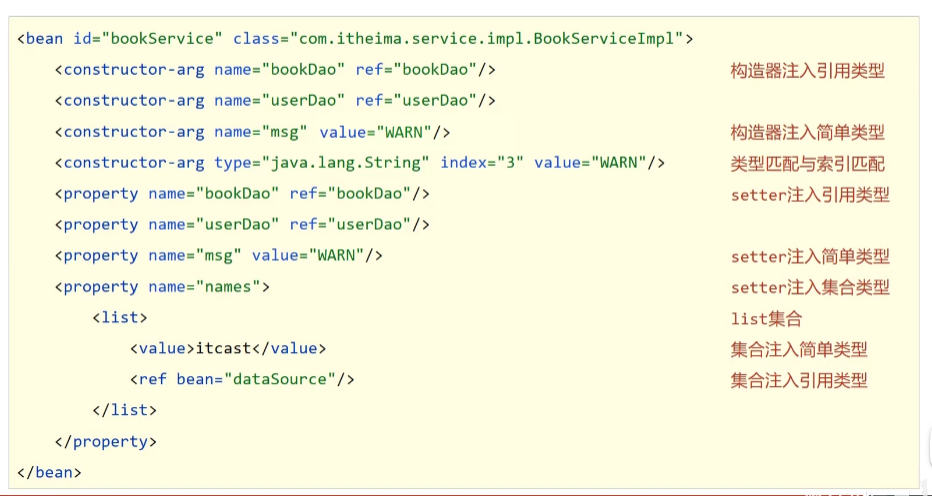 <bean id="bookService" class="com.itheima.service.impl.BookServiceImpl">
<constructor-arg name="bookDao" ref="bookDao"/> 构造器注入引用类型
<constructor-arg name="userDao" ref="userDao"/>
<constructor-arg name="msg" value="WARN"/> 构造器注入简单类型
<constructor-arg type="java.lang.String" index="3" value="WARN"/> 类型匹配与索引匹配
<property name="bookDao" ref="bookDao"/> setter注入引用类型
<property name="userDao" ref="userDao"/>
<property name="msg" value="WARN"/> setter注入简单类型
<property name="names"> setter注入集合类型
<list> list集合
<value>itcast</value> 集合注入简单类型
<ref bean="dataSource"/> 集合注入引用类型
</list>
</property>
</bean>